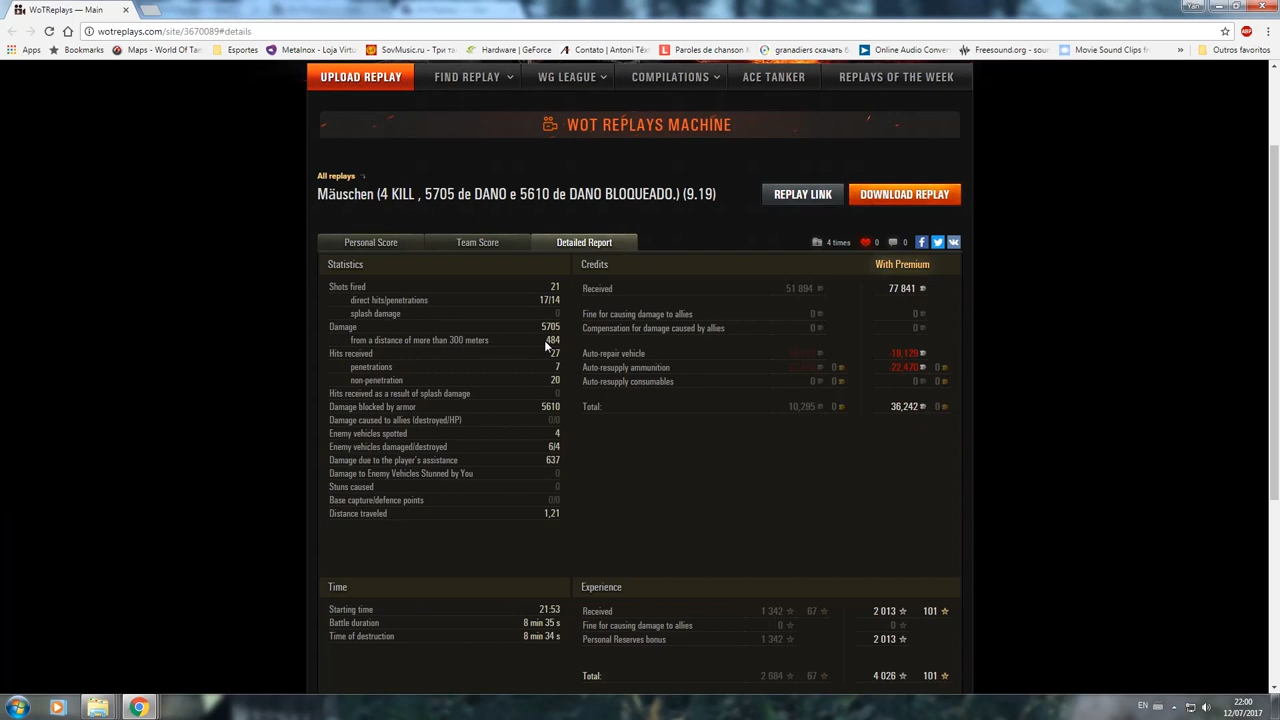 WoTReplays — Main
Yan
wotreplays.com/site/3670089#details
ABP
Apps
Bookmarks
Maps - World Of Tan
Esportes
Metalnox - Loja Virtu
SovMusic.ru - Три та
Hardware | GeForce
Contato | Antoni Téx
Paroles de chanson K
granadiers скачать б
Online Audio Conver
Freesound.org - soun
Movie Sound Clips fr
»
Outros favoritos
UPLOAD REPLAY
FIND REPLAY
WG LEAGUE
COMPILATIONS
ACE TANKER
REPLAYS OF THE WEEK
WOT REPLAYS MACHINE
All replays
Mäuschen (4 KILL , 5705 de DANO e 5610 de DANO BLOQUEADO.) (9.19)
REPLAY LINK
DOWNLOAD REPLAY
Personal Score
Team Score
Detailed Report
4 times
0
0
Statistics
Shots fired 21
direct hits/penetrations 17/14
splash damage 0
Damage 5705
from a distance of more than 300 meters 484
Hits received 27
penetrations 7
non-penetration 20
Hits received as a result of splash damage 0
Damage blocked by armor 5610
Damage caused to allies (destroyed/HP) 0/0
Enemy vehicles spotted 4
Enemy vehicles damaged/destroyed 6/4
Damage due to the player's assistance 637
Damage to Enemy Vehicles Stunned by You 0
Stuns caused 0
Base capture/defence points 0/0
Distance traveled 1,21
Credits With Premium
Received 51 894 77 841
Fine for causing damage to allies 0 0
Compensation for damage caused by allies 0 0
Auto-repair vehicle -19,129
Auto-resupply ammunition 0 -22,470 0
Auto-resupply consumables 0 0 0 0
Total: 10,295 0 36,242 0
Time
Starting time 21:53
Battle duration 8 min 35 s
Time of destruction 8 min 34 s
Experience
Received 1 342 67 2 013 101
Fine for causing damage to allies 0 0
Personal Reserves bonus 1 342 2 013
Total: 2 684 67 4 026 101
EN
22:00
12/07/2017